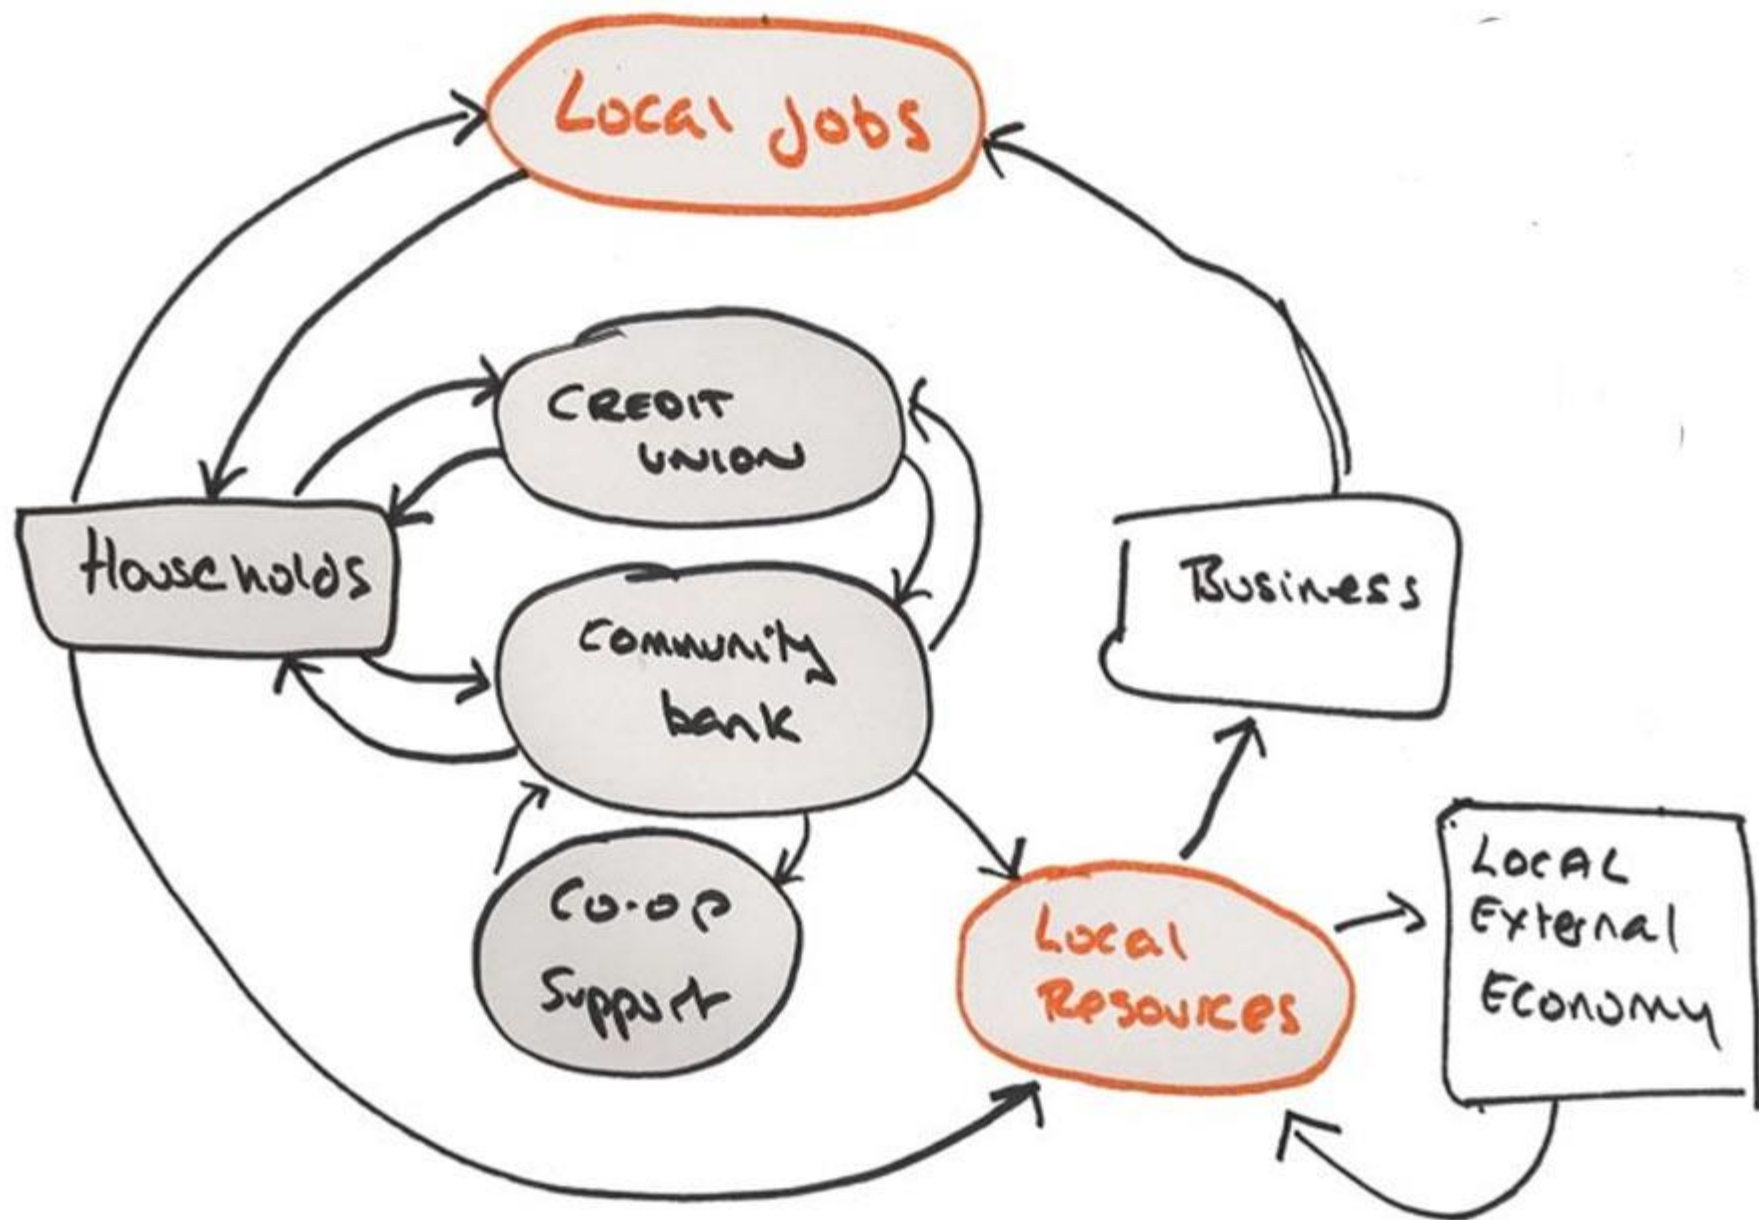 Local jobs
CREDIT
UNION
Households
Community
bank
Business
Co-op
Support
Local
Resources
LOCAL
External
ECONOMY